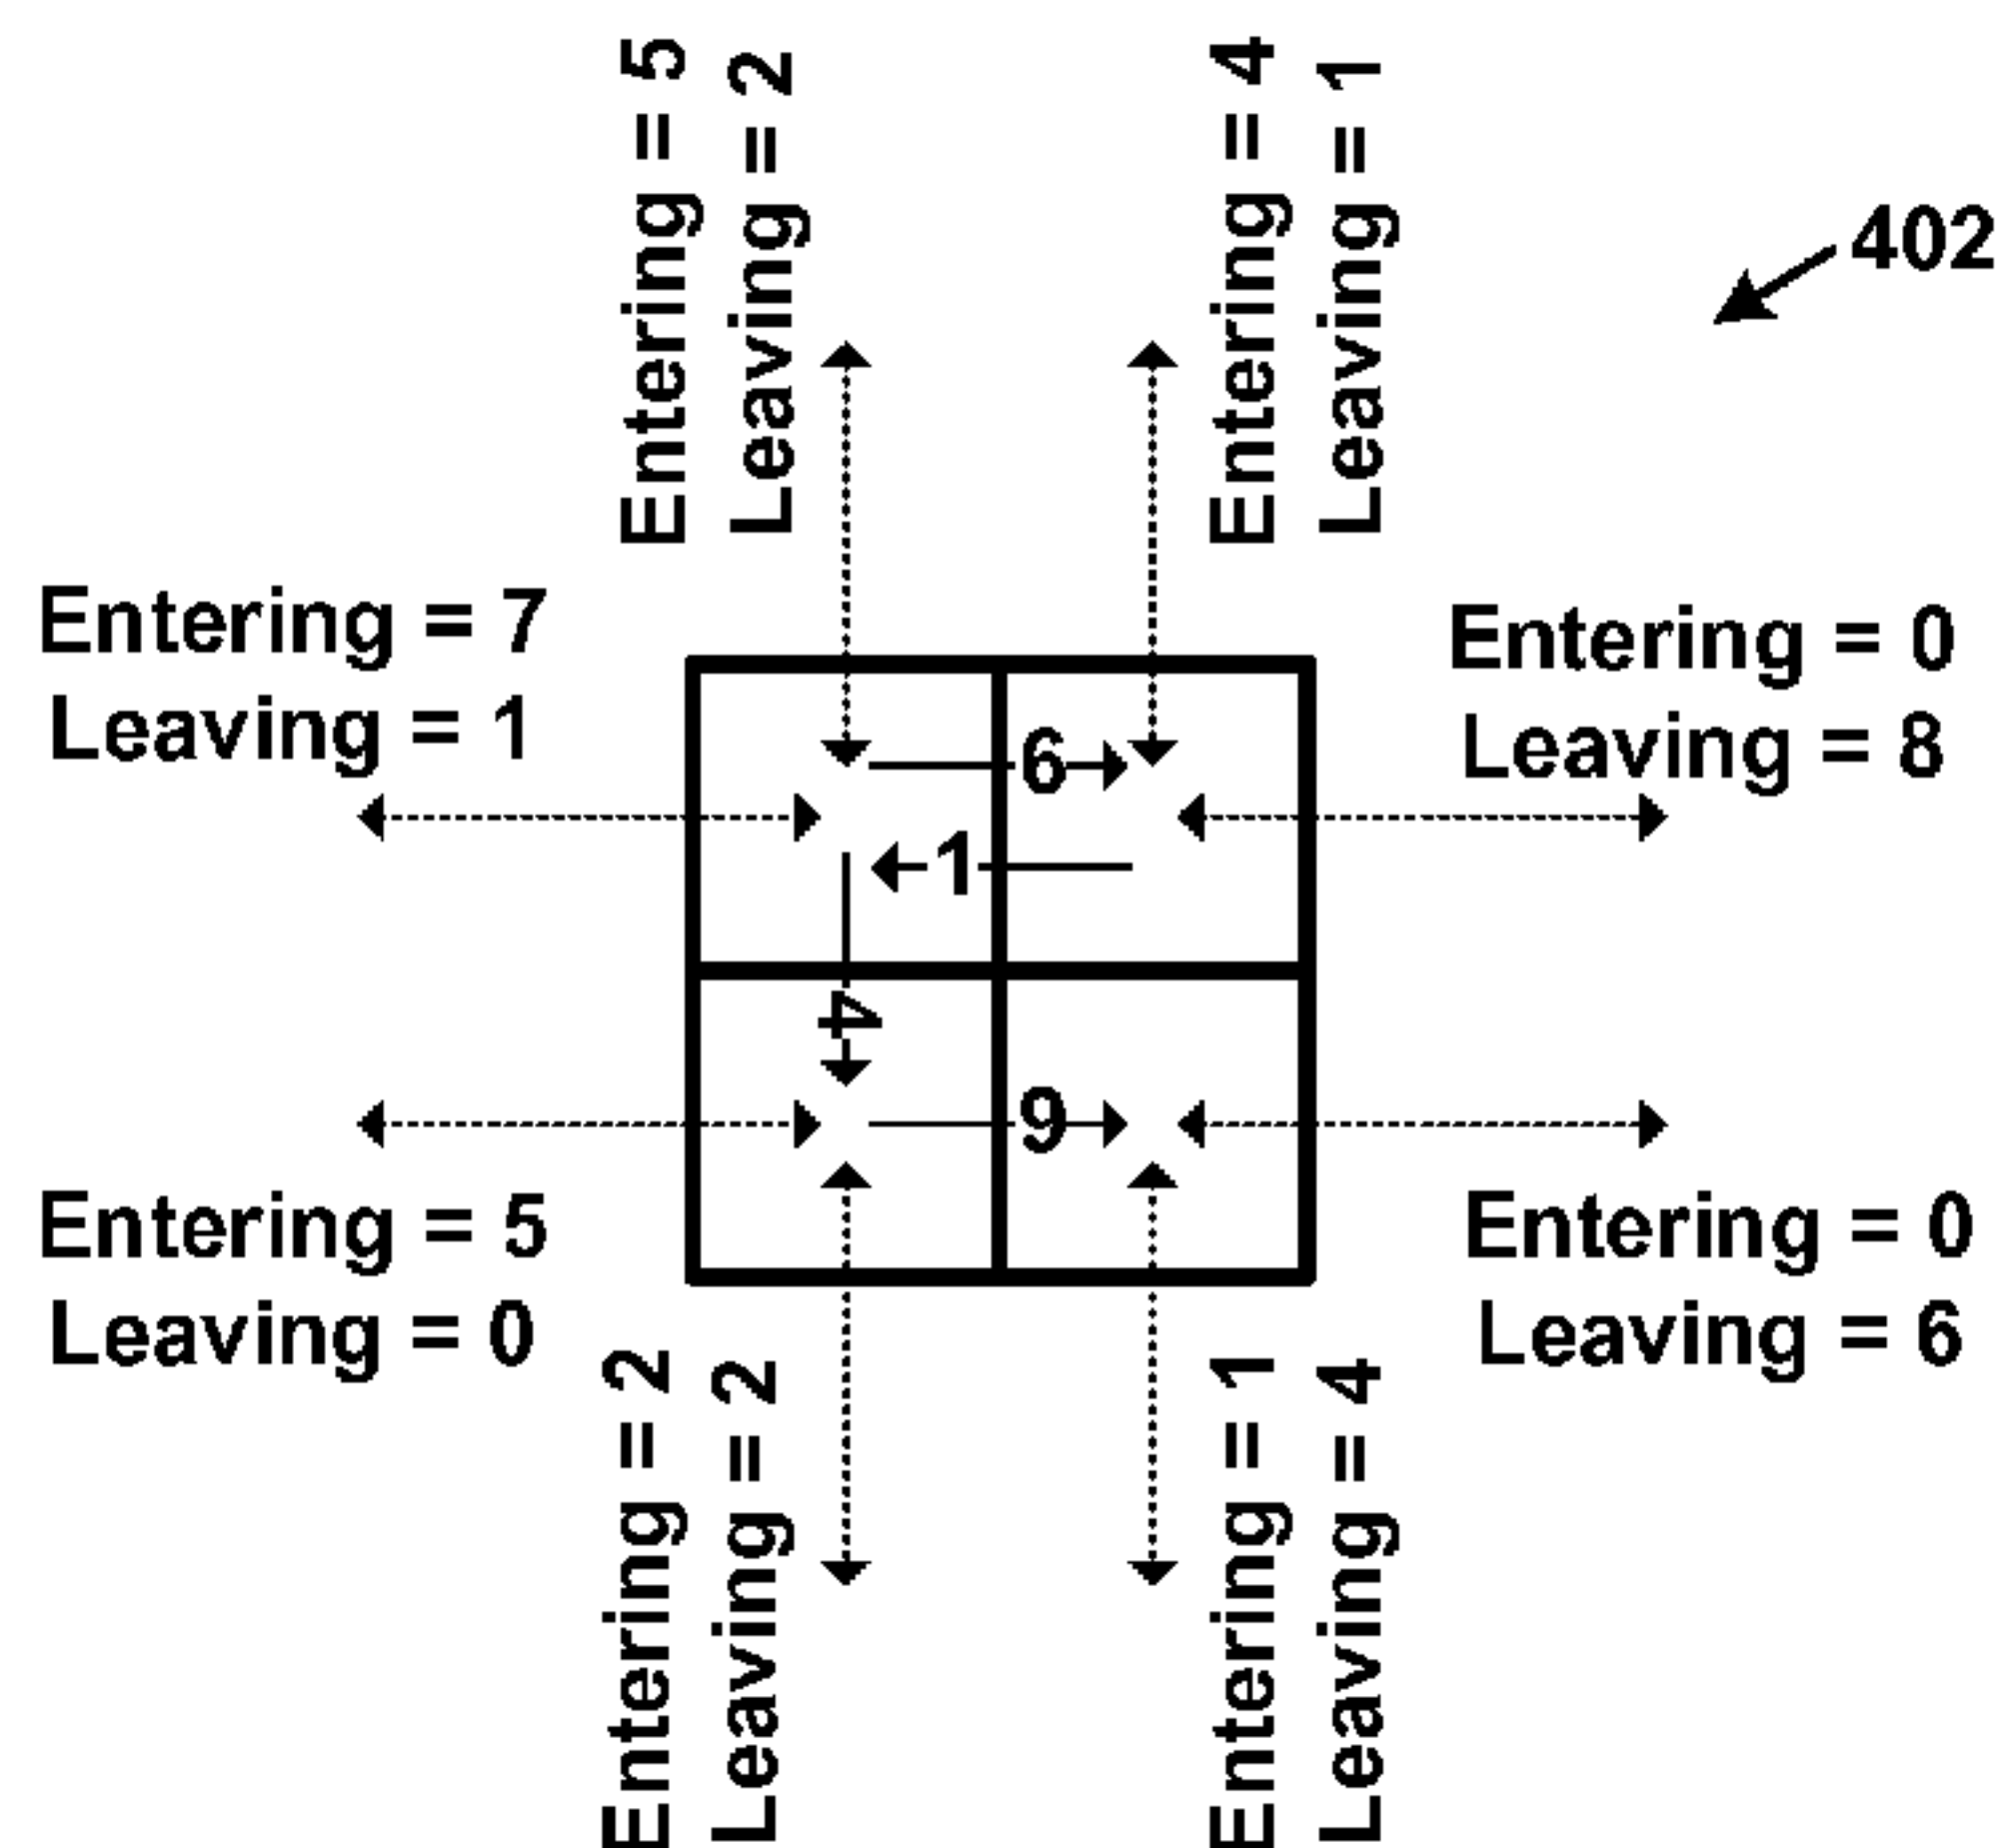 Entering = 5
Leaving = 2
Entering = 4
Leaving = 1
402
Entering = 7
Leaving = 1
Entering = 0
Leaving = 8
6
1
4
9
Entering = 5
Leaving = 0
Entering = 0
Leaving = 6
Entering = 2
Leaving = 2
Entering = 1
Leaving = 4